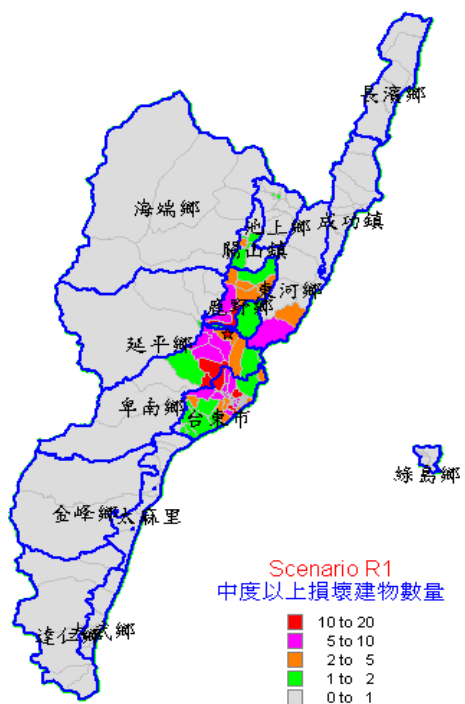 長濱鄉
海端鄉
池上鄉
成功鎮
關山鎮
東河鄉
鹿野鄉
延平鄉
卑南鄉
台東市
綠島鄉
金峰鄉
太麻里
達仁鄉
大武鄉
Scenario R1
中度以上損壞建物數量
10 to 20
5 to 10
2 to 5
1 to 2
0 to 1